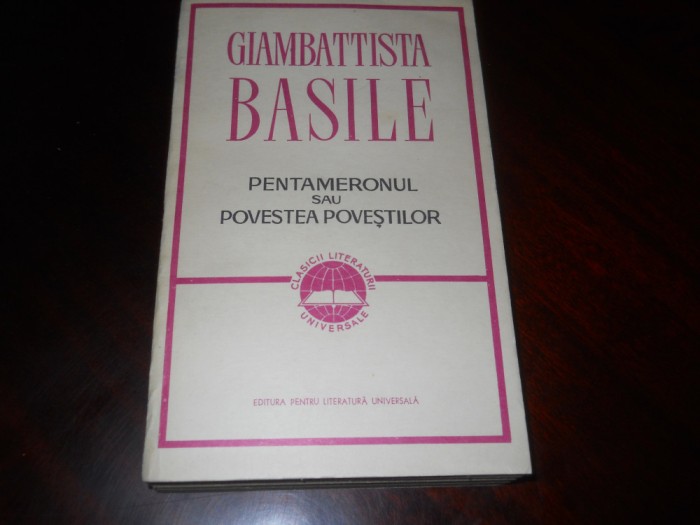 GIAMBATTISTA
BASILE
PENTAMERONUL
SAU
POVESTEA POVEȘTILOR
CLASICII LITERATURII
UNIVERSALE
EDITURA PENTRU LITERATURĂ UNIVERSALĂ